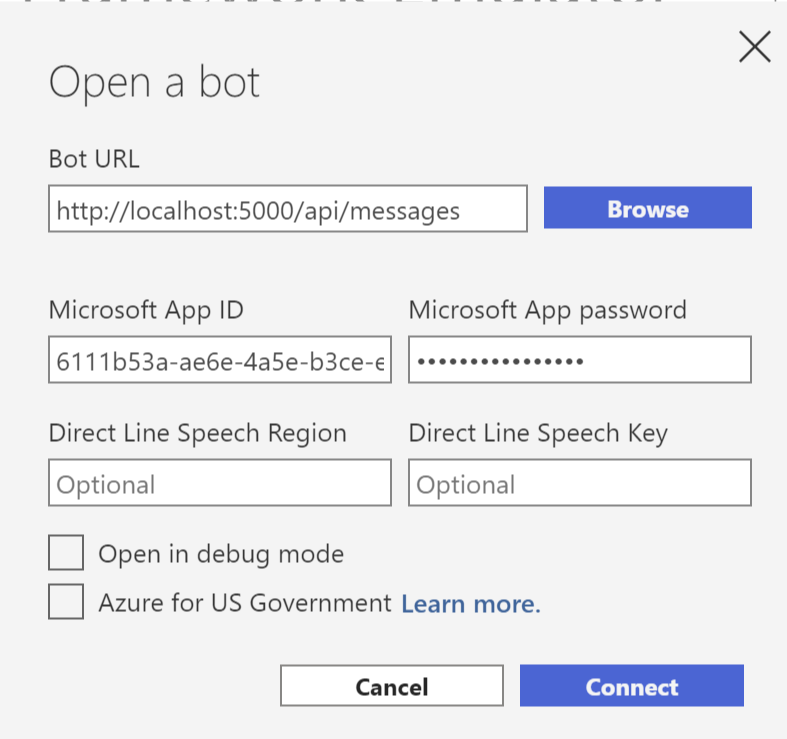 Open a bot
Bot URL
http://localhost:5000/api/messages
Browse
Microsoft App ID
Microsoft App password
6111b53a-ae6e-4a5e-b3ce-e
••••••••••••••••
Direct Line Speech Region
Direct Line Speech Key
Optional
Optional
Open in debug mode
Azure for US Government Learn more.
Cancel
Connect